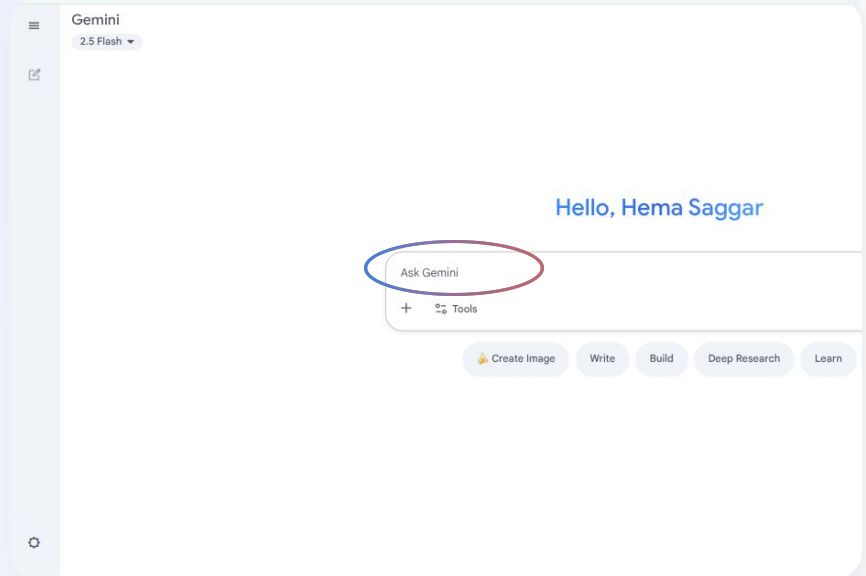 Gemini
2.5 Flash
Hello, Hema Saggar
Ask Gemini
Tools
Create Image Write Build Deep Research Learn